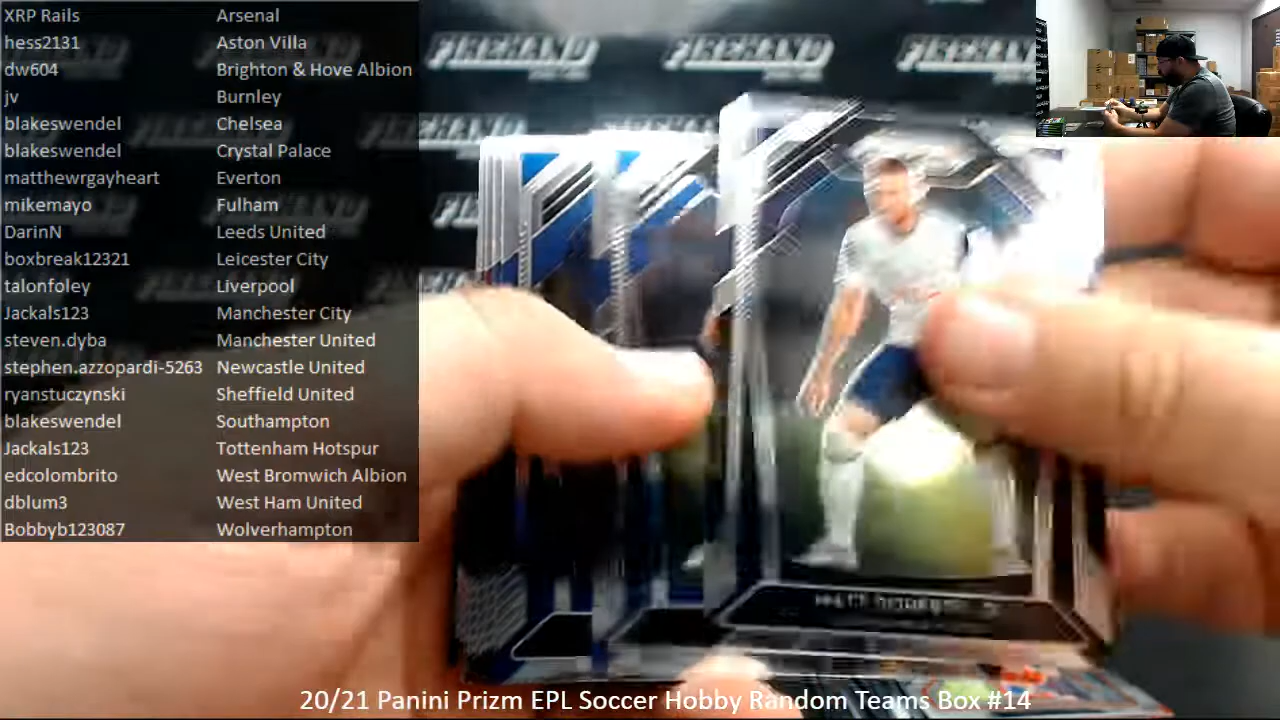 XRP Rails Arsenal
hess2131 Aston Villa
dw604 Brighton & Hove Albion
jv Burnley
blakeswendel Chelsea
blakeswendel Crystal Palace
matthewrgayheart Everton
mikemayo Fulham
DarinN Leeds United
boxbreak12321 Leicester City
talonfoley Liverpool
Jackals123 Manchester City
steven.dyba Manchester United
stephen.azzopardi-5263 Newcastle United
ryanstuczynski Sheffield United
blakeswendel Southampton
Jackals123 Tottenham Hotspur
edcolombrito West Bromwich Albion
dblum3 West Ham United
Bobbyb123087 Wolverhampton
FIREHAND FIREHAND FIREHAND
20/21 Panini Prizm EPL Soccer Hobby Random Teams Box #14